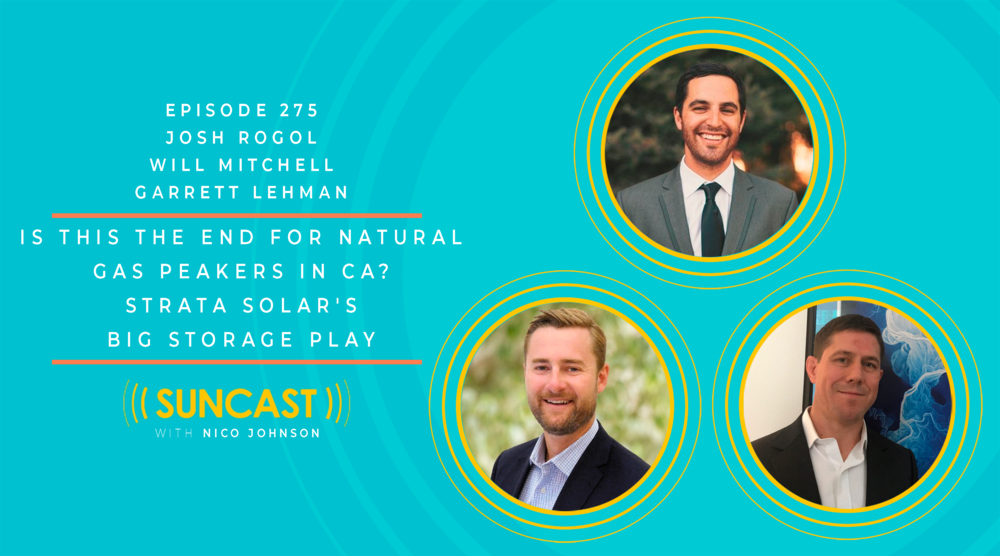 EPISODE 275
JOSH ROGOL
WILL MITCHELL
GARRETT LEHMAN
IS THIS THE END FOR NATURAL
GAS PEAKERS IN CA?
STRATA SOLAR'S
BIG STORAGE PLAY
SUNCAST
WITH NICO JOHNSON